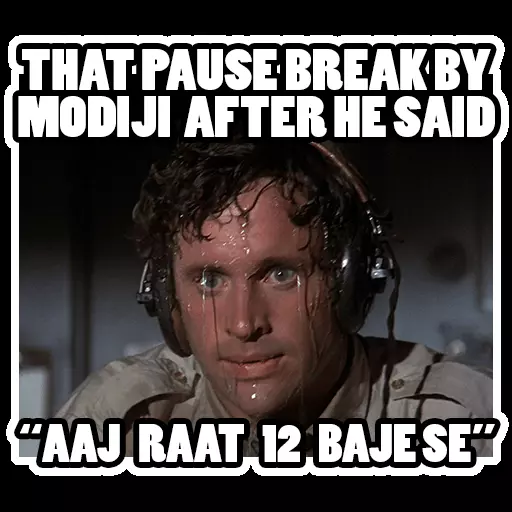 THAT PAUSE BREAK BY
MODIJI AFTER HE SAID
"AAJ RAAT 12 BAJE SE"